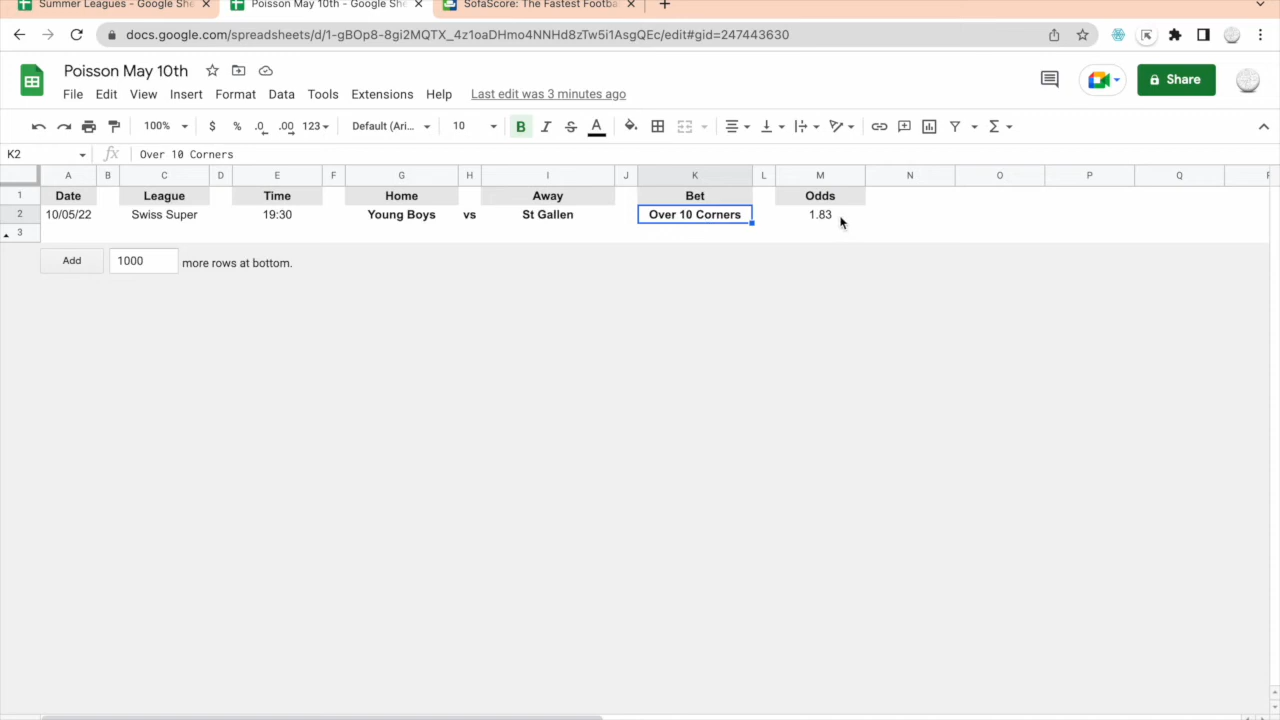 Summer Leagues - Google She
Poisson May 10th - Google She
SofaScore: The Fastest Footba
docs.google.com/spreadsheets/d/1-gBOp8-8gi2MQTX_4z1oaDHmo4NNHd8zTw5i1AsgQEc/edit#gid=247443630
Poisson May 10th
Share
File Edit View Insert Format Data Tools Extensions Help Last edit was 3 minutes ago
100% $ % .0 .00 123 Default (Ari... 10 B I S A Σ
K2 fx Over 10 Corners
A B C D E F G H I J K L M N O P Q
1 Date League Time Home Away Bet Odds
2 10/05/22 Swiss Super 19:30 Young Boys vs St Gallen Over 10 Corners 1.83
3
Add 1000 more rows at bottom.